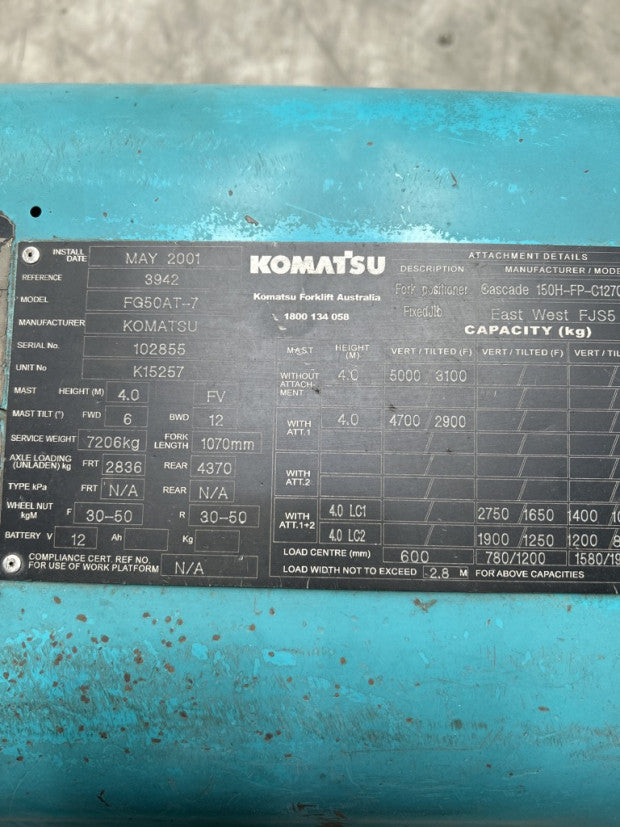 INSTALL DATE MAY 2001
REFERENCE 3942
MODEL FG50AT-7
MANUFACTURER KOMATSU
SERIAL No. 102855
UNIT No K15257
MAST HEIGHT (M) 4.0 FV
MAST TILT (°) FWD 6 BWD 12
SERVICE WEIGHT 7206kg FORK LENGTH 1070mm
AXLE LOADING (UNLADEN) kg FRT 2836 REAR 4370
TYPE kPa FRT N/A REAR N/A
WHEEL NUT kgM F 30-50 R 30-50
BATTERY V 12 Ah Kg
COMPLIANCE CERT. REF NO. FOR USE OF WORK PLATFORM N/A
KOMATSU
Komatsu Forklift Australia
1800 134 058
ATTACHMENT DETAILS
DESCRIPTION MANUFACTURER / MODE
Fork positioner Cascade 150H-FP-C1270
FixedJib East West FJS5
CAPACITY (kg)
MAST HEIGHT (M) VERT / TILTED (F) VERT / TILTED (F) VERT / TI
WITHOUT ATTACH-MENT 4.0 5000 3100
WITH ATT.1 4.0 4700 / 2900
WITH ATT.2
WITH ATT.1+2 4.0 LC1 2750 / 1650 1400 / 
4.0 LC2 1900 / 1250 1200 / 
LOAD CENTRE (mm) 600 780/1200 1580/19
LOAD WIDTH NOT TO EXCEED 2.8 M FOR ABOVE CAPACITIES